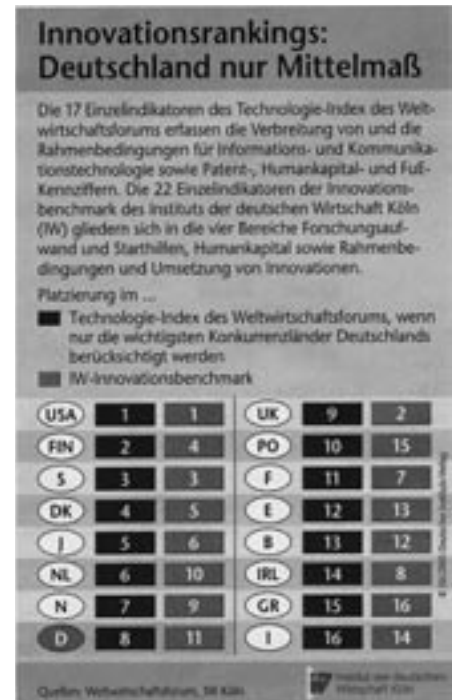 Innovationsrankings:
Deutschland nur Mittelmaß
Die 17 Einzelindikatoren des Technologie-Index des Welt-
wirtschaftsforums erfassen die Verbreitung von und die
Rahmenbedingungen für Informations- und Kommunika-
tionstechnologie sowie Patent-, Humankapital- und FuE-
Kennziffern. Die 22 Einzelindikatoren der Innovations-
benchmark des Instituts der deutschen Wirtschaft Köln
(IW) gliedern sich in die vier Bereiche Forschungsauf-
wand und Starthilfen, Humankapital sowie Rahmenbe-
dingungen und Umsetzung von Innovationen.
Platzierung im ...
Technologie-Index des Weltwirtschaftsforums, wenn
nur die wichtigsten Konkurrenzländer Deutschlands
berücksichtigt werden
IW-Innovationsbenchmark
USA 1 1 UK 9 2
FIN 2 4 PO 10 15
S 3 3 F 11 7
DK 4 5 E 12 13
J 5 6 B 13 12
NL 6 10 IRL 14 8
N 7 9 GR 15 16
D 8 11 I 16 14
Quellen: Weltwirtschaftsforum, IW Köln
Institut der deutschen
Wirtschaft Köln